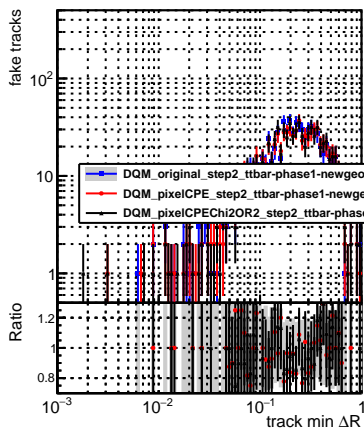 fake tracks
10²
10
1
DQM_original_step2_ttbar-phase1-newgeo
DQM_pixelCPE_step2_ttbar-phase1-newge
DQM_pixelCPEChi2OR2_step2_ttbar-phase
Ratio
1.2
1.0
0.8
10⁻³ 10⁻² 10⁻¹ 1
track min ΔR